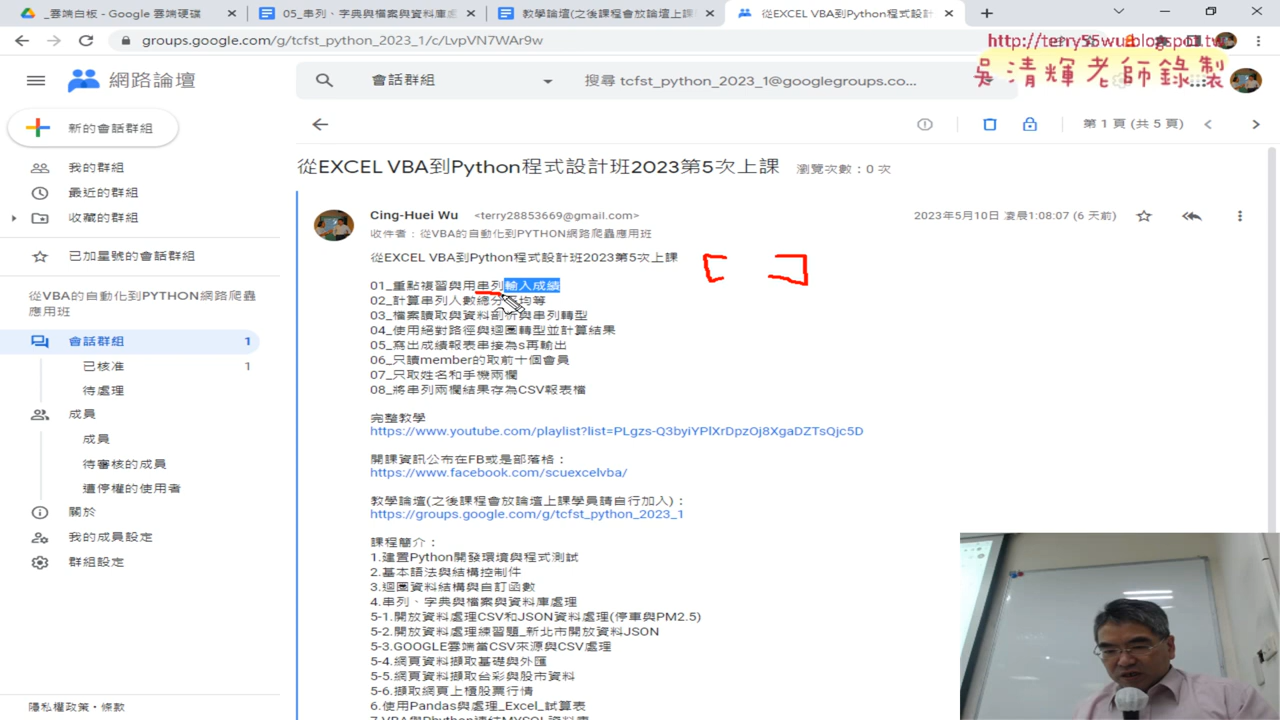 _雲端白板 - Google 雲端硬碟
05_串列、字典與檔案與資料庫處
教學論壇(之後課程會放論壇上課
從EXCEL VBA到Python程式設計
groups.google.com/g/tcfst_python_2023_1/c/LvpVN7WAr9w
http://terry55wu.blogspot.tw
吳清輝老師錄製
網路論壇
會話群組
搜尋 tcfst_python_2023_1@googlegroups.co...
新的會話群組
第 1 頁 (共 5 頁)
我的群組
最近的群組
收藏的群組
已加星號的會話群組
從VBA的自動化到PYTHON網路爬蟲應用班
會話群組 1
已核准 1
待處理
成員
成員
待審核的成員
遭停權的使用者
關於
我的成員設定
群組設定
隱私權政策・條款
從EXCEL VBA到Python程式設計班2023第5次上課 瀏覽次數：0 次
Cing-Huei Wu <terry28853669@gmail.com>
2023年5月10日 凌晨1:08:07 (6 天前)
收件者：從VBA的自動化到PYTHON網路爬蟲應用班
從EXCEL VBA到Python程式設計班2023第5次上課
01_重點複習與用串列輸入成績
02_計算串列人數總分平均等
03_檔案讀取與資料剖析與串列轉型
04_使用絕對路徑與迴圈轉型並計算結果
05_寫出成績報表串接為s再輸出
06_只讀member的取前十個會員
07_只取姓名和手機兩欄
08_將串列兩欄結果存為CSV報表檔
完整教學
https://www.youtube.com/playlist?list=PLgzs-Q3byiYPlXrDpzOj8XgaDZTsQjc5D
開課資訊公布在FB或是部落格：
https://www.facebook.com/scuexcelvba/
教學論壇(之後課程會放論壇上課學員請自行加入)：
https://groups.google.com/g/tcfst_python_2023_1
課程簡介：
1.建置Python開發環境與程式測試
2.基本語法與結構控制件
3.迴圈資料結構與自訂函數
4.串列、字典與檔案與資料庫處理
5-1.開放資料處理CSV和JSON資料處理(停車與PM2.5)
5-2.開放資料處理練習題_新北市開放資料JSON
5-3.GOOGLE雲端當CSV來源與CSV處理
5-4.網頁資料擷取基礎與外匯
5-5.網頁資料擷取台彩與股市資料
5-6.擷取網頁上櫃股票行情
6.使用Pandas與處理_Excel_試算表
7.VBA與Python連結MYSQL資料庫